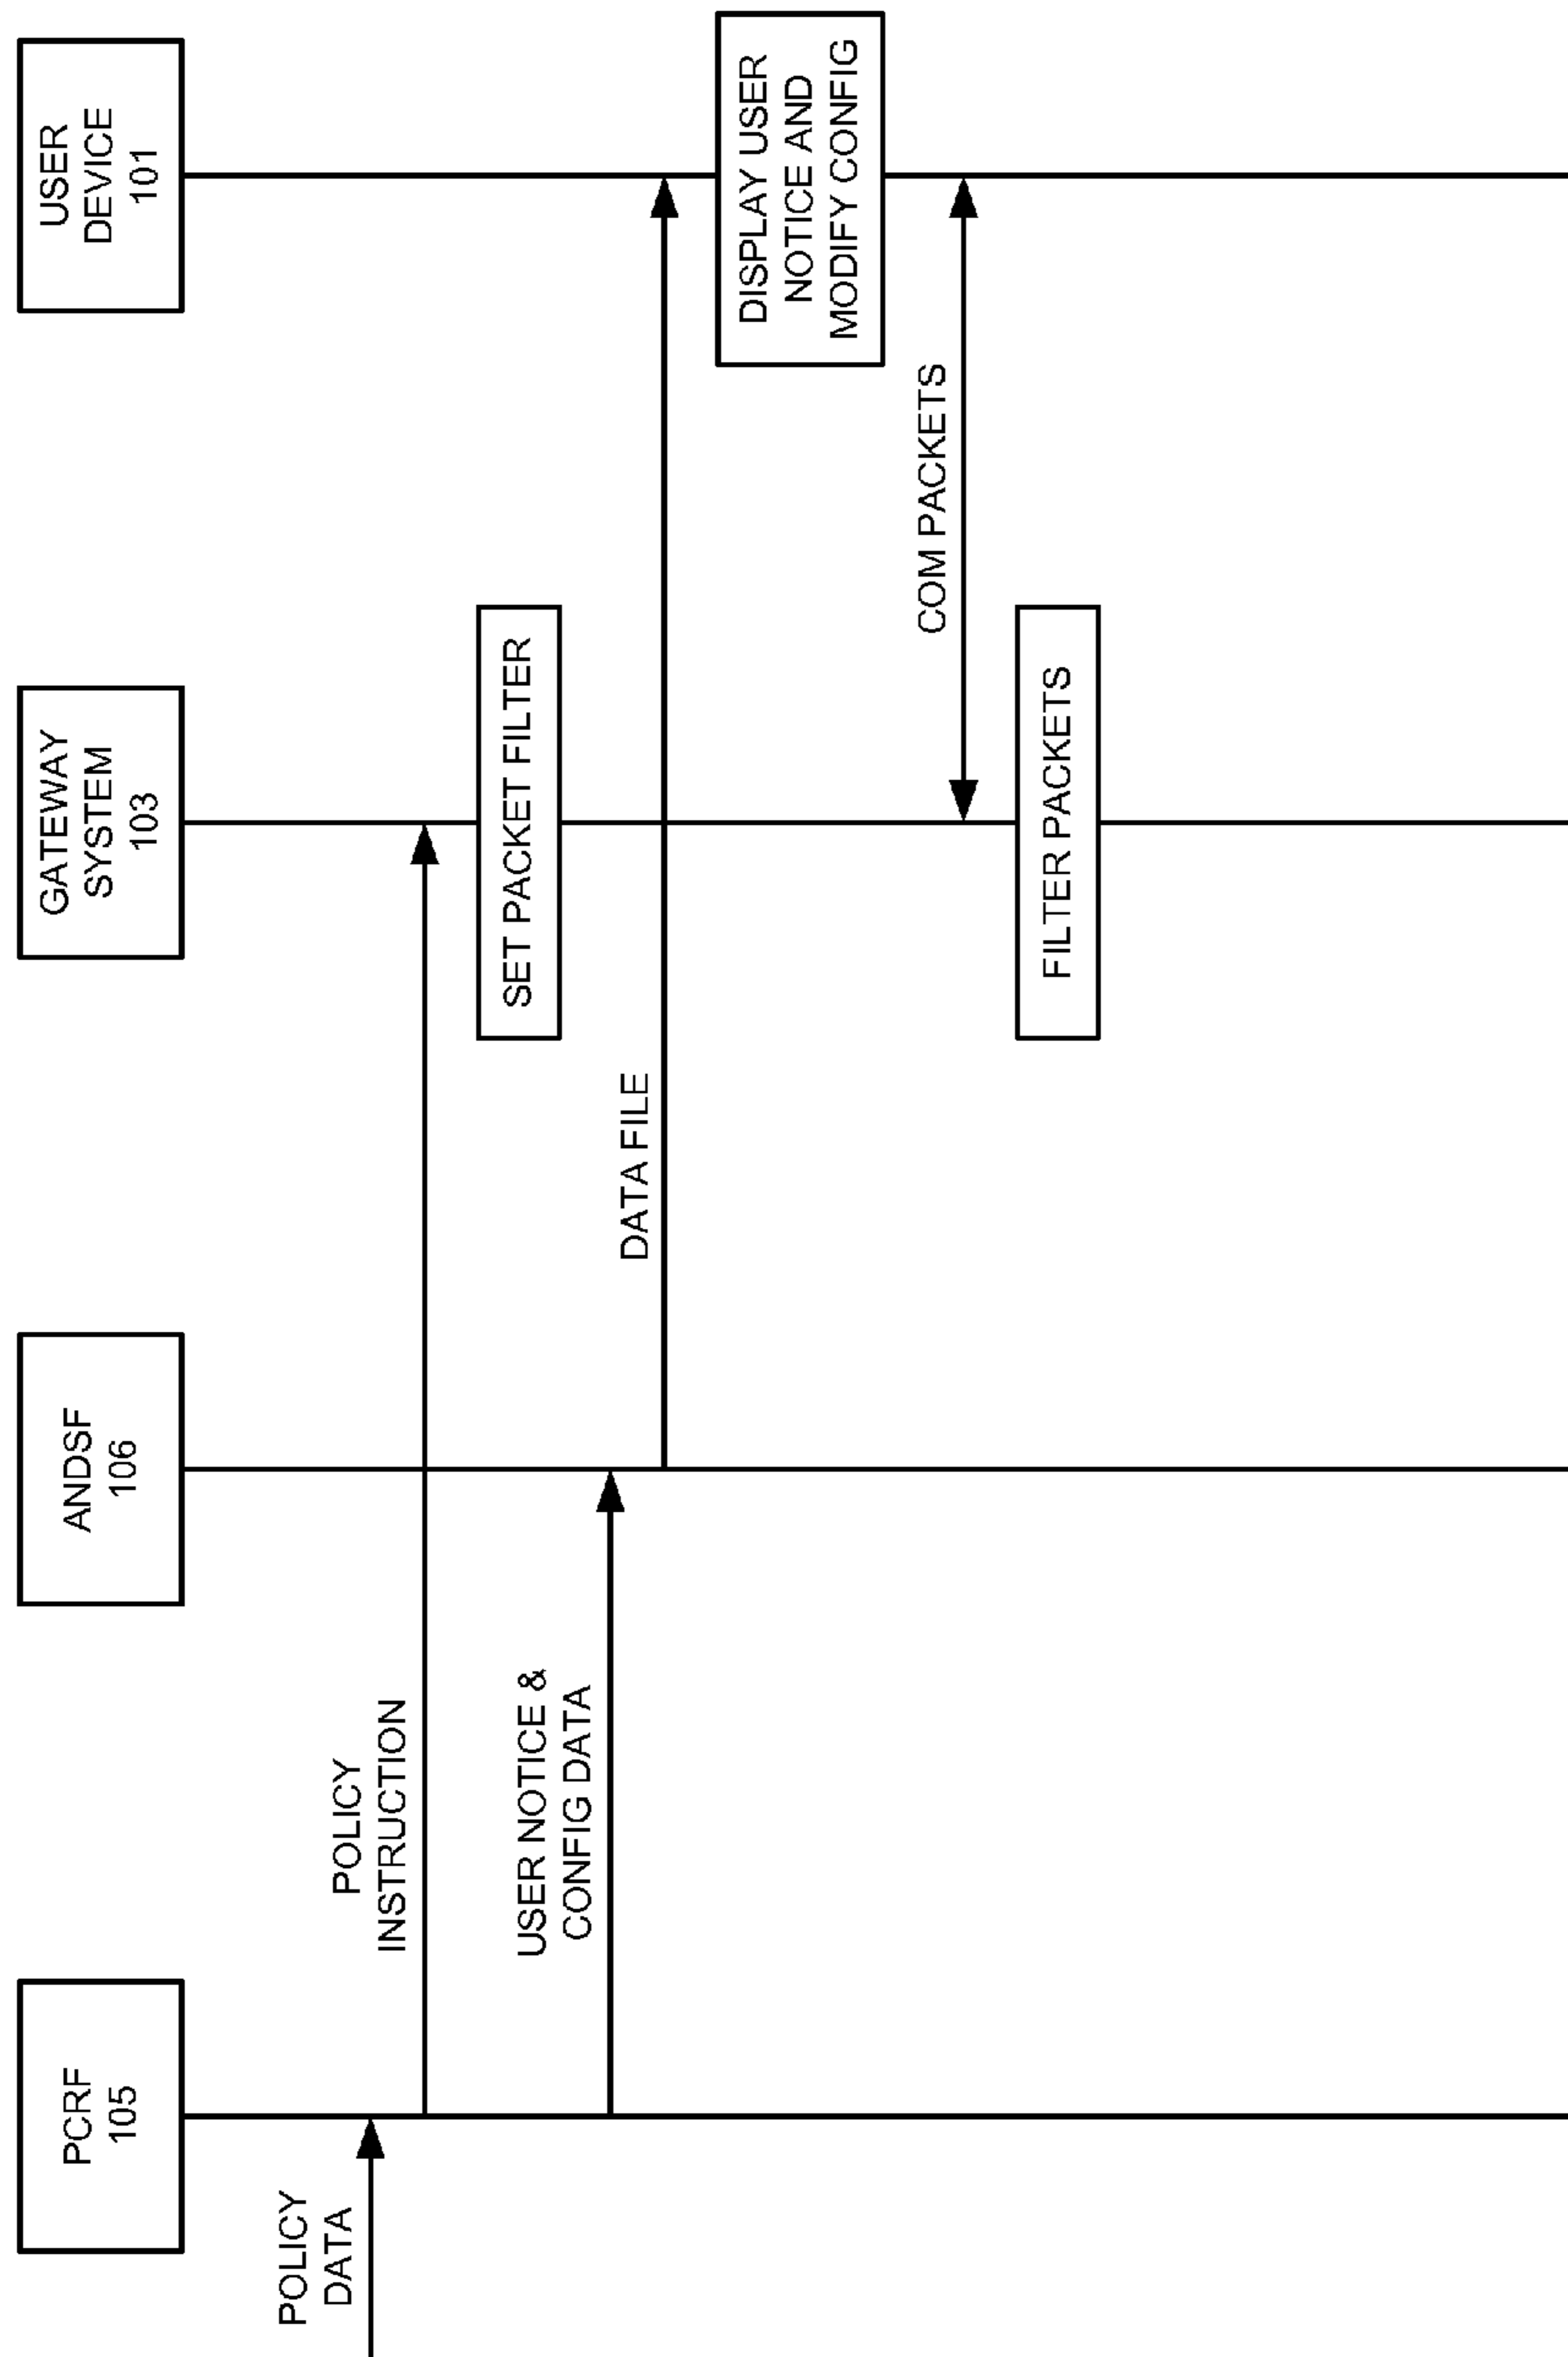 PCRF
105
ANDSF
106
GATEWAY
SYSTEM
103
USER
DEVICE
101
POLICY
DATA
POLICY
INSTRUCTION
SET PACKET FILTER
USER NOTICE &
CONFIG DATA
DATA FILE
DISPLAY USER
NOTICE AND
MODIFY CONFIG
COM PACKETS
FILTER PACKETS